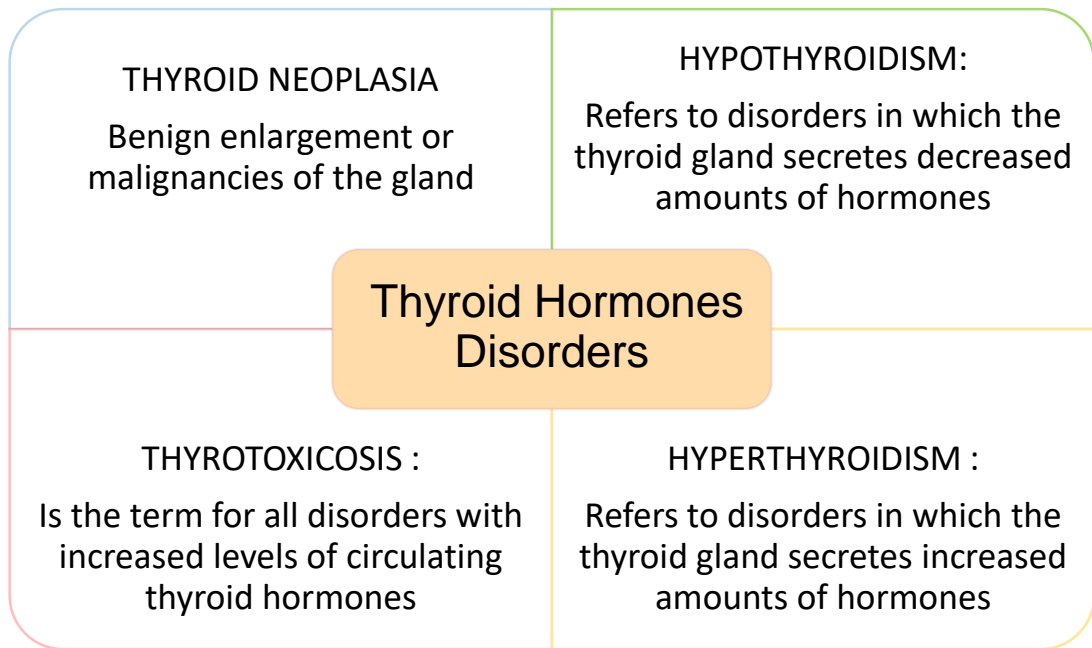 THYROID NEOPLASIA
Benign enlargement or
malignancies of the gland
HYPOTHYROIDISM:
Refers to disorders in which the
thyroid gland secretes decreased
amounts of hormones
Thyroid Hormones
Disorders
THYROTOXICOSIS :
Is the term for all disorders with
increased levels of circulating
thyroid hormones
HYPERTHYROIDISM :
Refers to disorders in which the
thyroid gland secretes increased
amounts of hormones